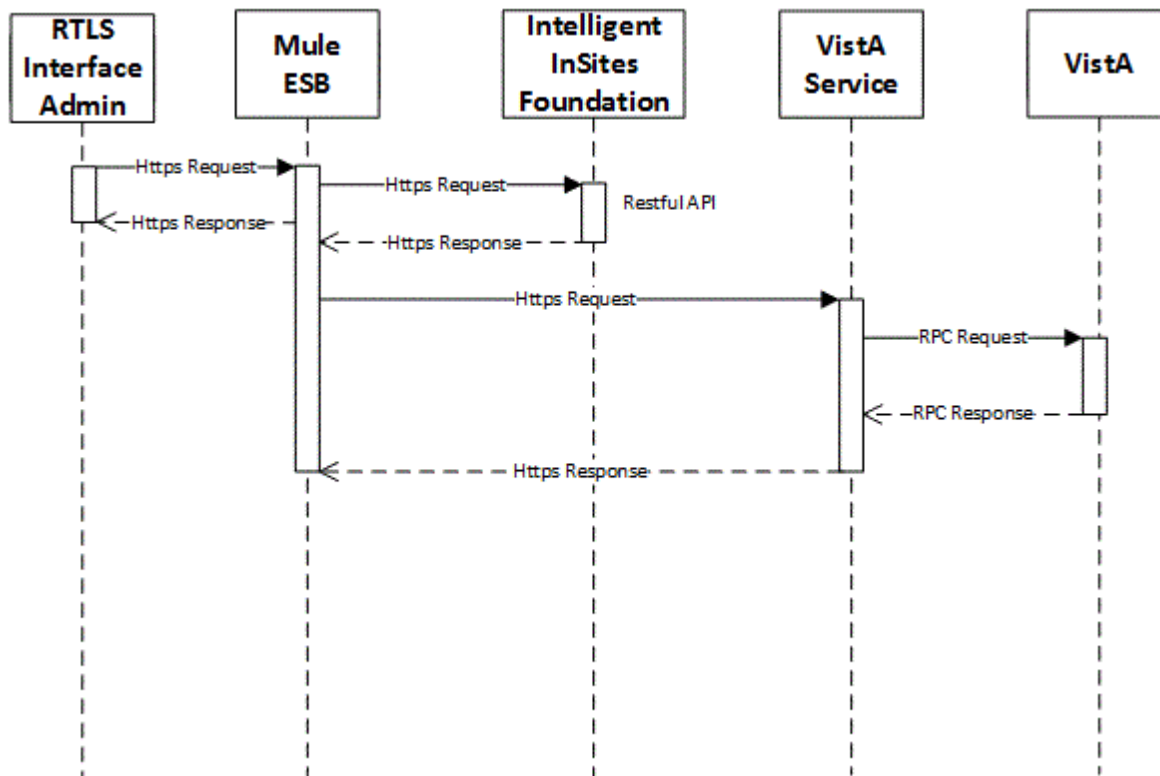 RTLS
Interface
Admin
Mule
ESB
Intelligent
InSites
Foundation
VistA
Service
VistA
Https Request
Https Request
Restful API
Https Response
Https Response
Https Request
RPC Request
RPC Response
Https Response